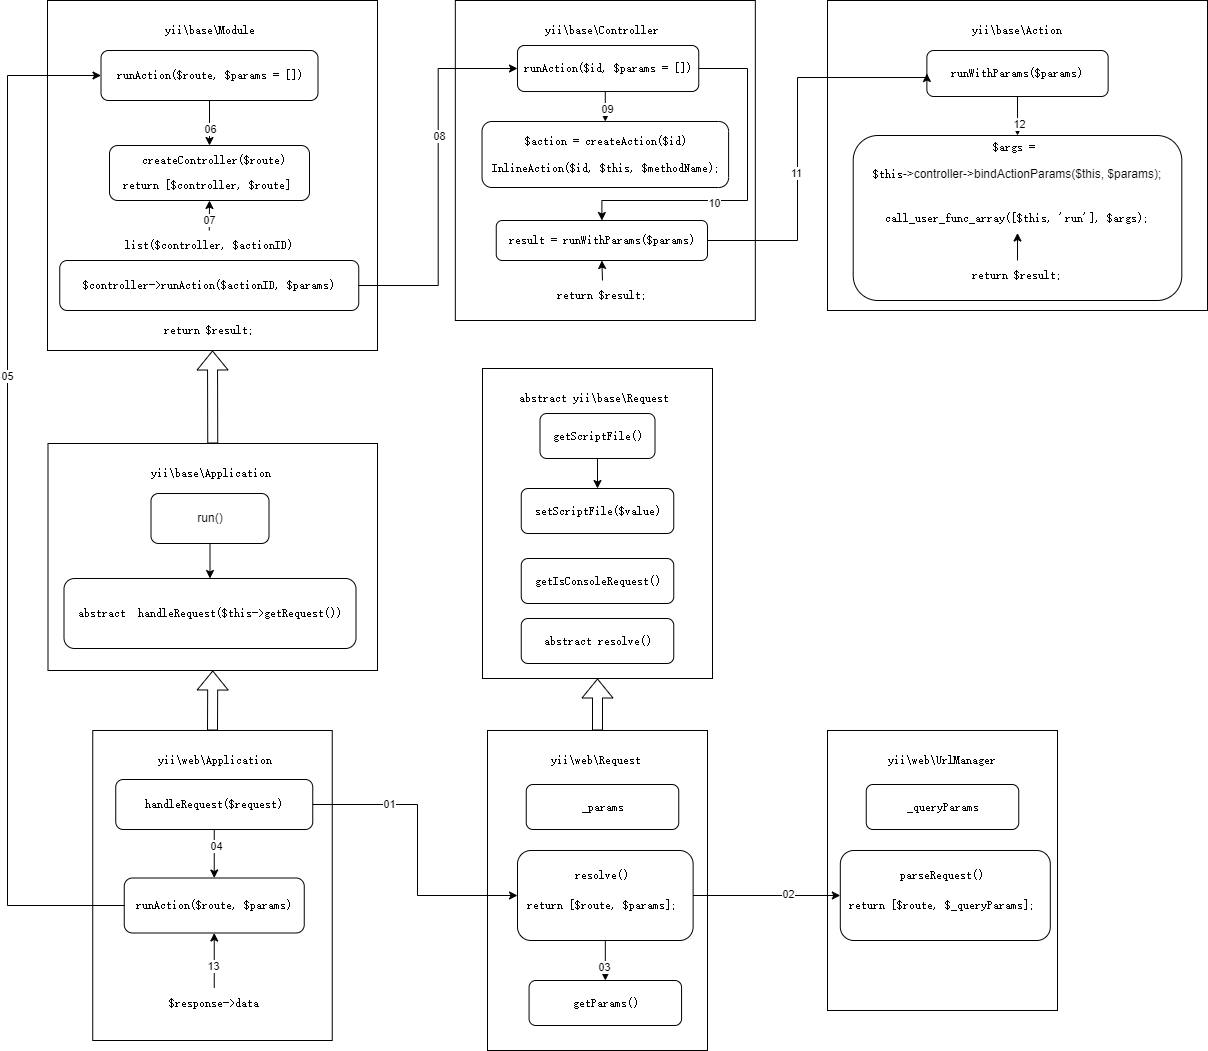 yii\base\Module
runAction($route, $params = [])
06
createController($route)
return [$controller, $route]
07
list($controller, $actionID)
$controller->runAction($actionID, $params)
return $result;
yii\base\Controller
runAction($id, $params = [])
09
$action = createAction($id)
InlineAction($id, $this, $methodName);
10
result = runWithParams($params)
return $result;
08
yii\base\Action
runWithParams($params)
12
$args =
$this->controller->bindActionParams($this, $params);
call_user_func_array([$this, 'run'], $args);
return $result;
11
05
yii\base\Application
run()
abstract handleRequest($this->getRequest())
abstract yii\base\Request
getScriptFile()
setScriptFile($value)
getIsConsoleRequest()
abstract resolve()
yii\web\Application
handleRequest($request)
04
runAction($route, $params)
13
$response->data
01
yii\web\Request
_params
resolve()
return [$route, $params];
03
getParams()
02
yii\web\UrlManager
_queryParams
parseRequest()
return [$route, $_queryParams];